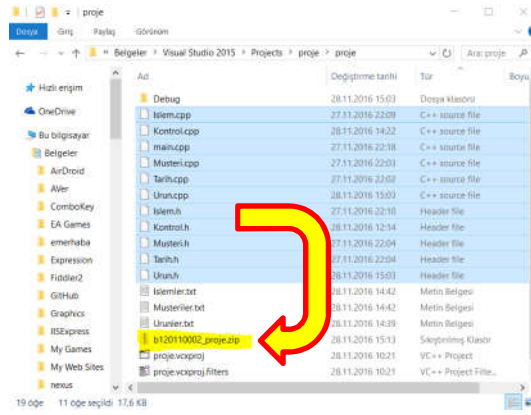 proje
Dosya Giriş Paylaş Görünüm
« Belgeler > Visual Studio 2015 > Projects > proje > proje
Ara: proje
Ad Değiştirme tarihi Tür Boyu
Hızlı erişim
OneDrive
Bu bilgisayar
Belgeler
AirDroid
AVer
ComboKey
EA Games
emerhaba
Expression
Fiddler2
GitHub
Graphics
IISExpress
My Games
My Web Sites
nexus
Debug 28.11.2016 15:03 Dosya klasörü
Islem.cpp 27.11.2016 22:09 C++ source file
Kontrol.cpp 28.11.2016 14:22 C++ source file
main.cpp 27.11.2016 22:18 C++ source file
Musteri.cpp 27.11.2016 22:03 C++ source file
Tarih.cpp 27.11.2016 22:02 C++ source file
Urun.cpp 28.11.2016 15:03 C++ source file
Islem.h 27.11.2016 22:10 Header file
Kontrol.h 28.11.2016 12:14 Header file
Musteri.h 27.11.2016 22:04 Header file
Tarih.h 27.11.2016 22:04 Header file
Urun.h 28.11.2016 15:03 Header file
Islemler.txt 28.11.2016 14:42 Metin Belgesi
Musteriler.txt 28.11.2016 14:42 Metin Belgesi
Urunler.txt 28.11.2016 14:39 Metin Belgesi
b120110002_proje.zip 28.11.2016 15:13 Sıkıştırılmış Klasör
proje.vcxproj 28.11.2016 10:21 VC++ Project
proje.vcxproj.filters 28.11.2016 10:21 VC++ Project Filte...
19 öğe 11 öğe seçildi 17,6 KB